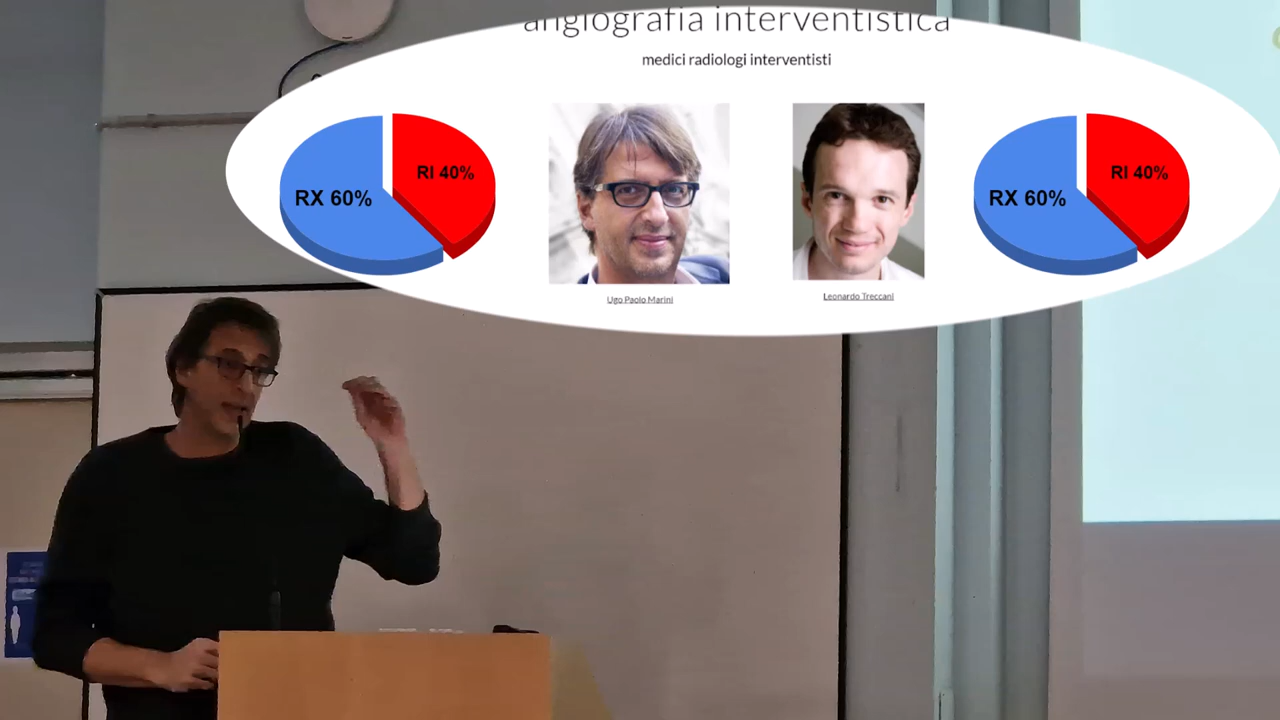 angiografia interventistica
medici radiologi interventisti
RX 60%
RI 40%
RX 60%
RI 40%
Ugo Paolo Marini
Leonardo Treccani